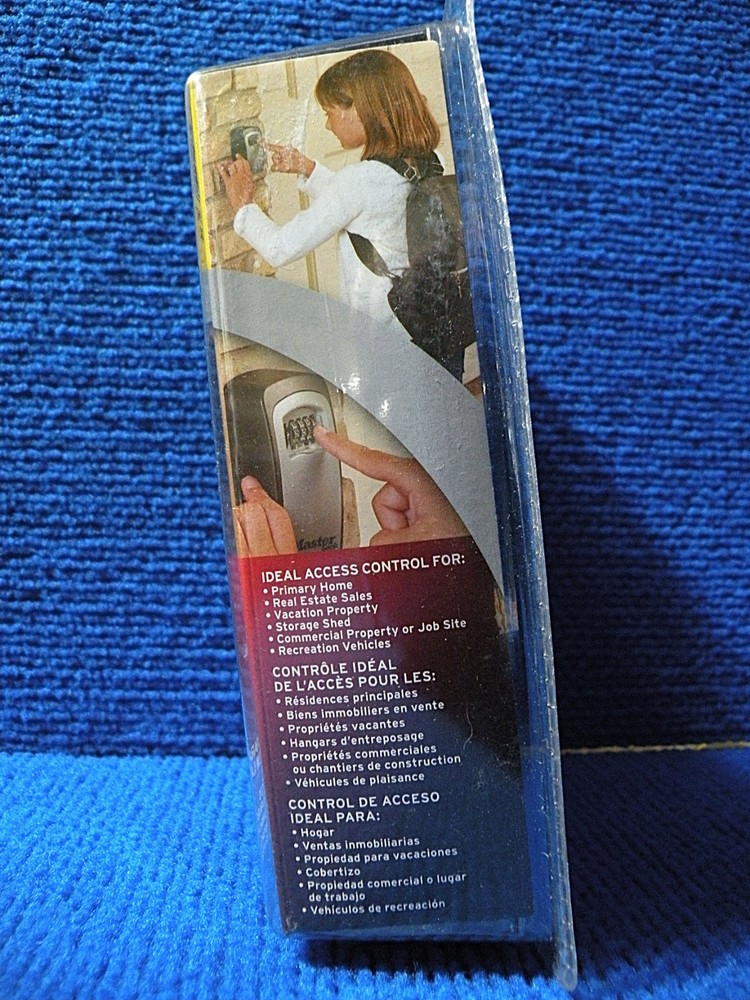 Master
IDEAL ACCESS CONTROL FOR:
• Primary Home
• Real Estate Sales
• Vacation Property
• Storage Shed
• Commercial Property or Job Site
• Recreation Vehicles
CONTRÔLE IDÉAL
DE L'ACCÈS POUR LES:
• Résidences principales
• Biens immobiliers en vente
• Propriétés vacantes
• Hangars d'entreposage
• Propriétés commerciales
ou chantiers de construction
• Véhicules de plaisance
CONTROL DE ACCESO
IDEAL PARA:
• Hogar
• Ventas inmobiliarias
• Propiedad para vacaciones
• Cobertizo
• Propiedad comercial o lugar
de trabajo
• Vehículos de recreación